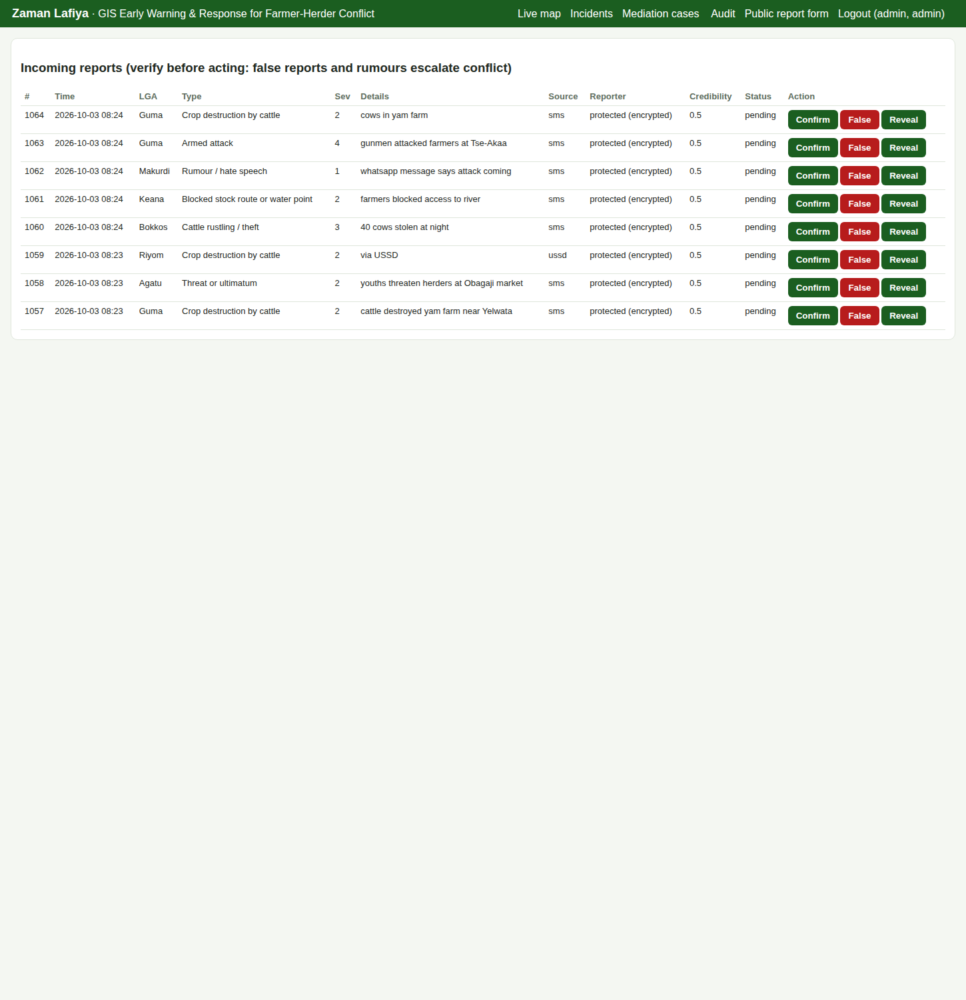 Zaman Lafiya · GIS Early Warning & Response for Farmer-Herder Conflict Live map Incidents Mediation cases Audit Public report form Logout (admin, admin)
Incoming reports (verify before acting: false reports and rumours escalate conflict)
# Time LGA Type Sev Details Source Reporter Credibility Status Action
1064 2026-10-03 08:24 Guma Crop destruction by cattle 2 cows in yam farm sms protected (encrypted) 0.5 pending Confirm False Reveal
1063 2026-10-03 08:24 Guma Armed attack 4 gunmen attacked farmers at Tse-Akaa sms protected (encrypted) 0.5 pending Confirm False Reveal
1062 2026-10-03 08:24 Makurdi Rumour / hate speech 1 whatsapp message says attack coming sms protected (encrypted) 0.5 pending Confirm False Reveal
1061 2026-10-03 08:24 Keana Blocked stock route or water point 2 farmers blocked access to river sms protected (encrypted) 0.5 pending Confirm False Reveal
1060 2026-10-03 08:24 Bokkos Cattle rustling / theft 3 40 cows stolen at night sms protected (encrypted) 0.5 pending Confirm False Reveal
1059 2026-10-03 08:23 Riyom Crop destruction by cattle 2 via USSD ussd protected (encrypted) 0.5 pending Confirm False Reveal
1058 2026-10-03 08:23 Agatu Threat or ultimatum 2 youths threaten herders at Obagaji market sms protected (encrypted) 0.5 pending Confirm False Reveal
1057 2026-10-03 08:23 Guma Crop destruction by cattle 2 cattle destroyed yam farm near Yelwata sms protected (encrypted) 0.5 pending Confirm False Reveal